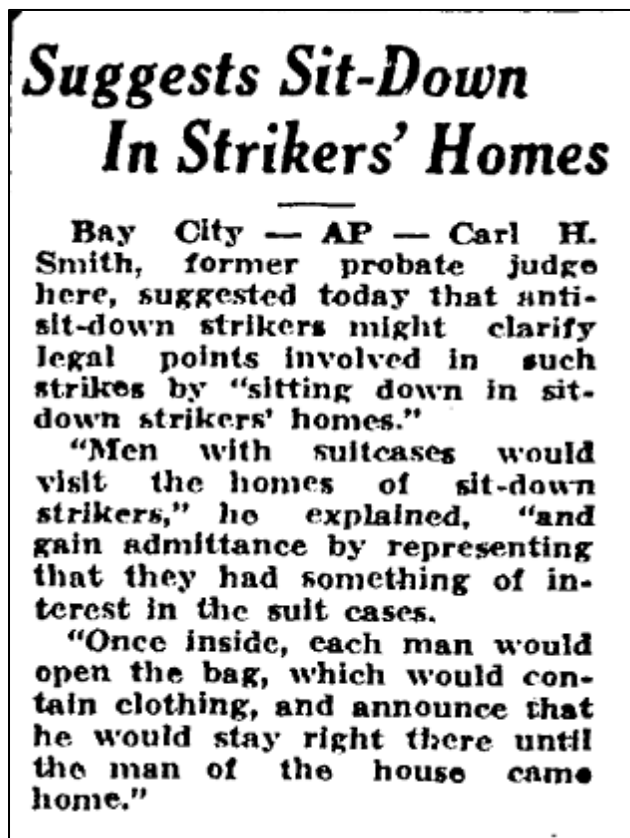 Suggests Sit-Down
In Strikers' Homes
Bay City — AP — Carl H.
Smith, former probate judge
here, suggested today that anti-
sit-down strikers might clarify
legal points involved in such
strikes by "sitting down in sit-
down strikers' homes."
"Men with suitcases would
visit the homes of sit-down
strikers," he explained, "and
gain admittance by representing
that they had something of in-
terest in the suit cases.
"Once inside, each man would
open the bag, which would con-
tain clothing, and announce that
he would stay right there until
the man of the house came
home."